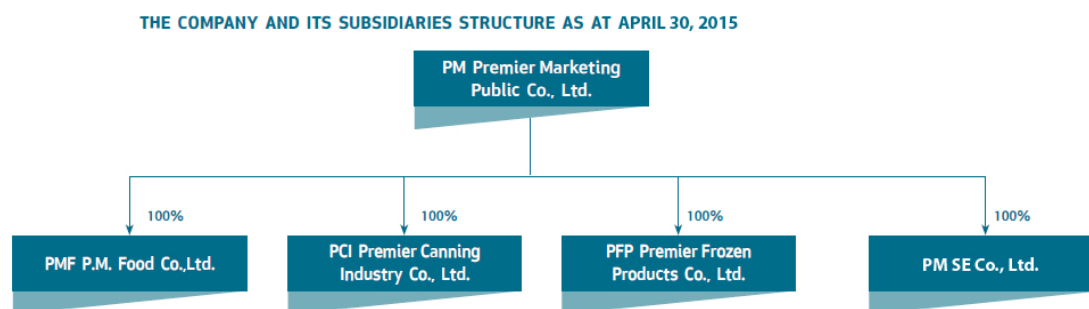 THE COMPANY AND ITS SUBSIDIARIES STRUCTURE AS AT APRIL 30, 2015
PM Premier Marketing
Public Co., Ltd.
100%
100%
100%
100%
PMF P.M. Food Co.,Ltd.
PCI Premier Canning
Industry Co., Ltd.
PFP Premier Frozen
Products Co., Ltd.
PM SE Co., Ltd.